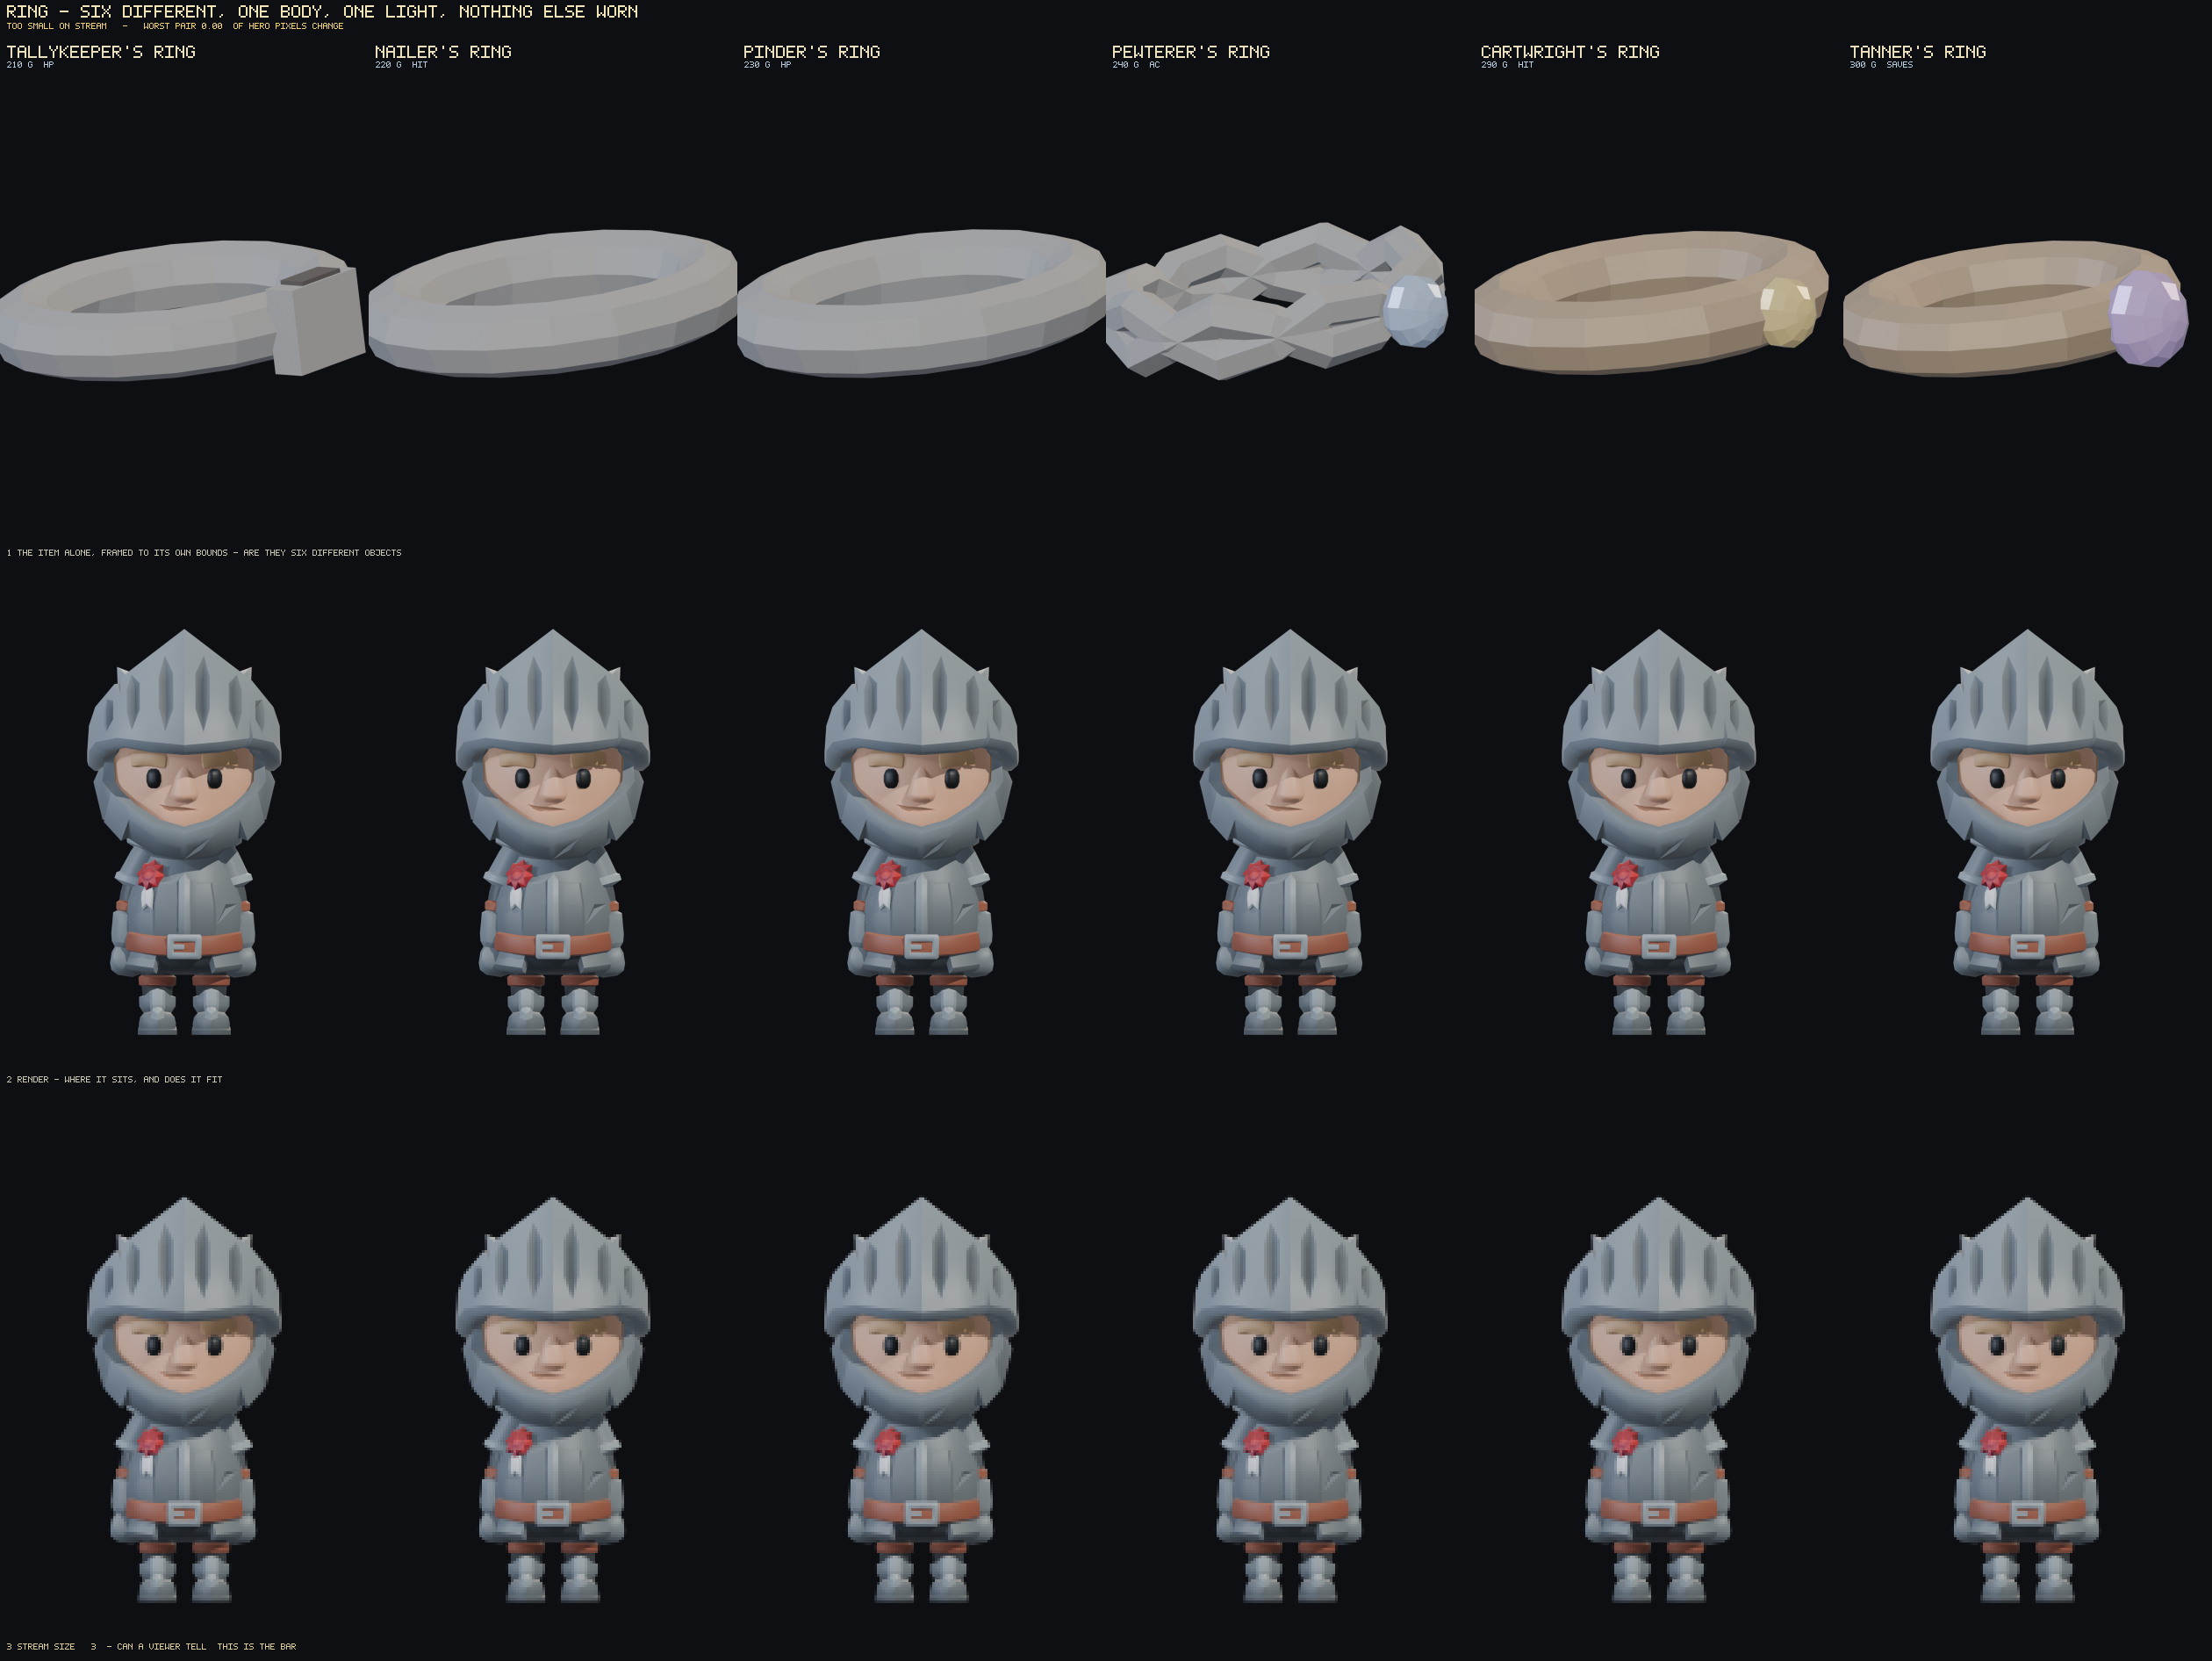 RING - SIX DIFFERENT, ONE BODY, ONE LIGHT, NOTHING ELSE WORN
TOO SMALL ON STREAM - WORST PAIR 0.00 OF HERO PIXELS CHANGE
TALLYKEEPER'S RING
210 G HP
NAILER'S RING
220 G HIT
PINDER'S RING
230 G HP
PEWTERER'S RING
240 G AC
CARTWRIGHT'S RING
290 G HIT
TANNER'S RING
300 G SAVES
1 THE ITEM ALONE, FRAMED TO ITS OWN BOUNDS - ARE THEY SIX DIFFERENT OBJECTS
2 RENDER - WHERE IT SITS, AND DOES IT FIT
3 STREAM SIZE 3 - CAN A VIEWER TELL THIS IS THE BAR